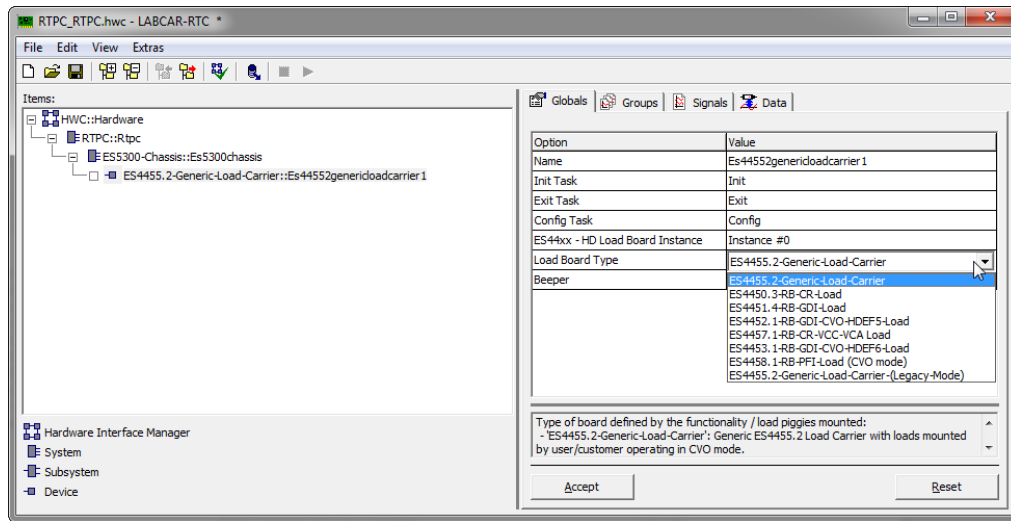 RTPC_RTPC.hwc - LABCAR-RTC *
File Edit View Extras
Items:
HWC::Hardware
RTPC::Rtpc
ES5300-Chassis::Es5300chassis
ES4455.2-Generic-Load-Carrier::Es44552genericloadcarrier1
Hardware Interface Manager
System
Subsystem
Device
Globals Groups Signals Data
Option Value
Name Es44552genericloadcarrier1
Init Task Init
Exit Task Exit
Config Task Config
ES44xx - HD Load Board Instance Instance #0
Load Board Type ES4455.2-Generic-Load-Carrier
Beeper
ES4455.2-Generic-Load-Carrier
ES4450.3-RB-CR-Load
ES4451.4-RB-GDI-Load
ES4452.1-RB-GDI-CVO-HDEF5-Load
ES4457.1-RB-CR-VCC-VCA Load
ES4453.1-RB-GDI-CVO-HDEF6-Load
ES4458.1-RB-PFI-Load (CVO mode)
ES4455.2-Generic-Load-Carrier-(Legacy-Mode)
Type of board defined by the functionality / load piggies mounted:
- 'ES4455.2-Generic-Load-Carrier': Generic ES4455.2 Load Carrier with loads mounted
by user/customer operating in CVO mode.
Accept Reset